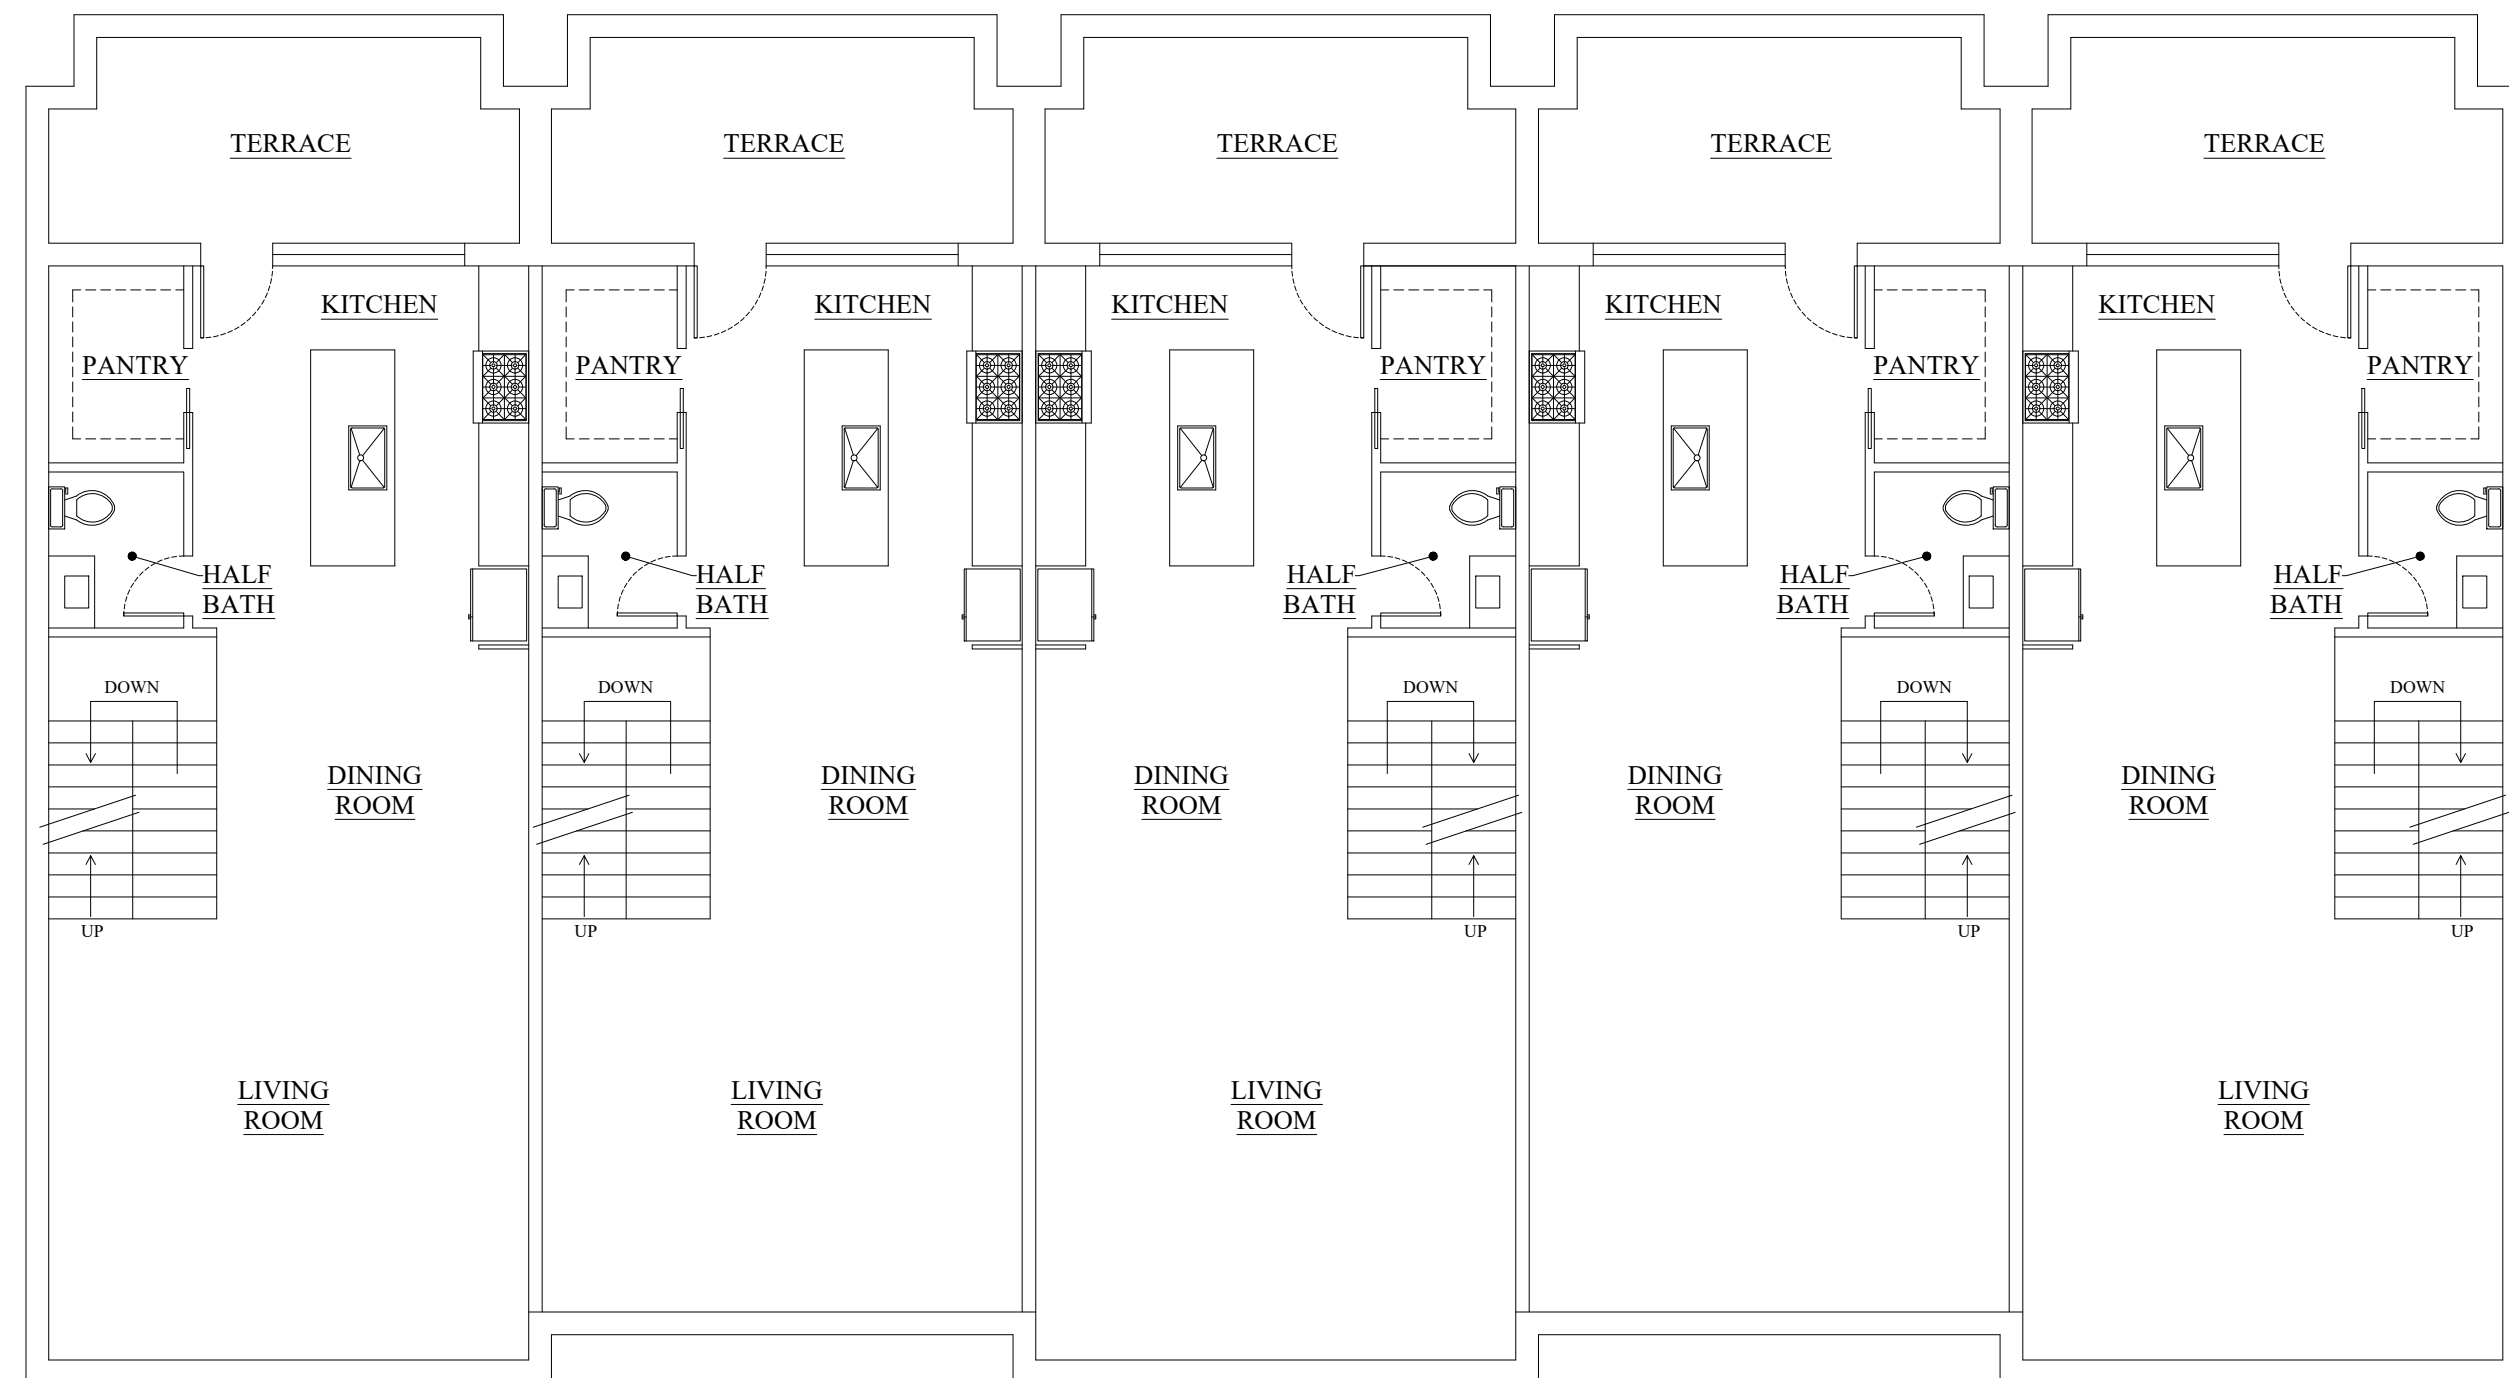 TERRACE
TERRACE
TERRACE
TERRACE
TERRACE
KITCHEN
KITCHEN
KITCHEN
KITCHEN
KITCHEN
PANTRY
PANTRY
PANTRY
PANTRY
PANTRY
HALF
BATH
HALF
BATH
HALF
BATH
HALF
BATH
HALF
BATH
DOWN
DOWN
DOWN
DOWN
DOWN
DINING
ROOM
DINING
ROOM
DINING
ROOM
DINING
ROOM
DINING
ROOM
UP
UP
UP
UP
UP
LIVING
ROOM
LIVING
ROOM
LIVING
ROOM
LIVING
ROOM